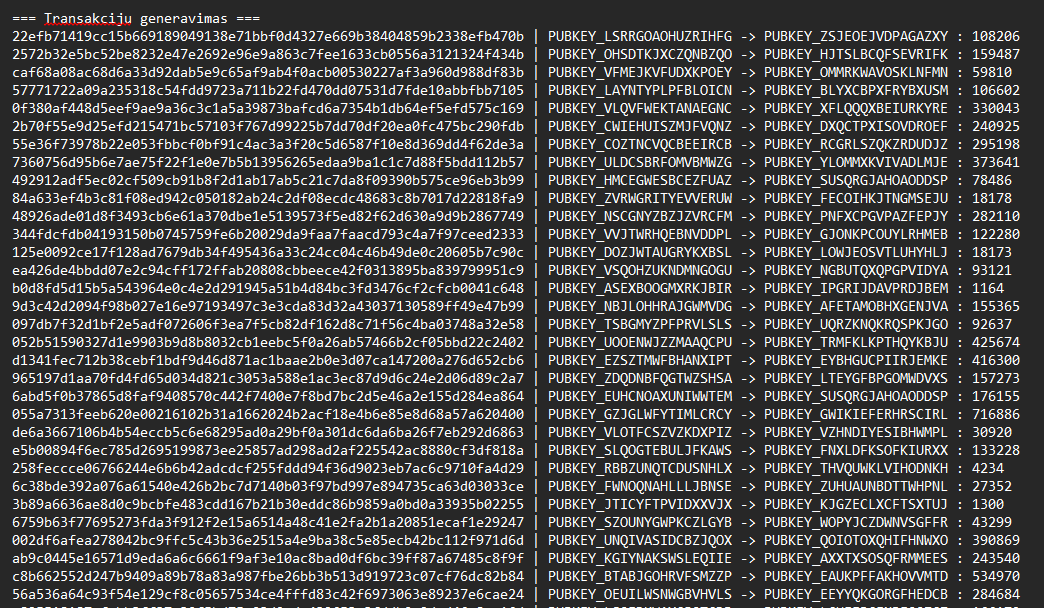 === Transakciju generavimas ===
22efb71419cc15b669189049138e71bbf0d4327e669b38404859b2338efb470b | PUBKEY_LSRRGOAOHUZRIHFG -> PUBKEY_ZSJEOEJVDPAGAZXY : 108206
2572b32e5bc52be8232e47e2692e96e9a863c7fee1633cb0556a3121324f434b | PUBKEY_OHSDTKJXCZQNBZQO -> PUBKEY_HJTSLBCQFSEVRIFK : 159487
caf68a08ac68d6a33d92dab5e9c65af9ab4f0acb00530227af3a960d988df83b | PUBKEY_VFMEJKVFUDXKPOEY -> PUBKEY_OMMRKWAVOSKLNFMN : 59810
57771722a09a235318c54fdd9723a711b22fd470dd07531d7fde10abbfbb7105 | PUBKEY_LAYNTYPLPFBLOICN -> PUBKEY_BLYXCBPXFRYBXUSM : 106602
0f380af448d5eef9ae9a36c3c1a5a39873bafcd6a7354b1db64ef5efd575c169 | PUBKEY_VLQVFWEKTANAEGNC -> PUBKEY_XFLQQQXBEIURKYRE : 330043
2b70f55e9d25efd215471bc57103f767d99225b7dd70df20ea0fc475bc290fdb | PUBKEY_CWIEHUISZMJFVQNZ -> PUBKEY_DXQCTPXISOVDROEF : 240925
55e36f73978b22e053fbbcf0bf91c4ac3a3f20c5d6587f10e8d369dd4f62de3a | PUBKEY_COZTNCVQCBEEIRCB -> PUBKEY_RCGRLSZQKZRDUDJZ : 295198
7360756d95b6e7ae75f22f1e0e7b5b13956265edaa9ba1c1c7d88f5bdd112b57 | PUBKEY_ULDCSBRFOMVBMWZG -> PUBKEY_YLOMMXKVIVADLMJE : 373641
492912adf5ec02cf509cb91b8f2d1ab17ab5c21c7da8f09390b575ce96eb3b99 | PUBKEY_HMCEGWESBCEZFUAZ -> PUBKEY_SUSQRGJAHOAODDSP : 78486
84a633ef4b3c81f08ed942c050182ab24c2df08ecdc48683c8b7017d22818fa9 | PUBKEY_ZVRWGRITYEVVERUW -> PUBKEY_FECOIHKJTNGMSEJU : 18178
48926ade01d8f3493cb6e61a370dbe1e5139573f5ed82f62d630a9d9b2867749 | PUBKEY_NSCGNYZBZJZVRCFM -> PUBKEY_PNFXCPGVPAZFEPJY : 282110
344fdcfdb04193150b0745759fe6b20029da9faa7faacd793c4a7f97ceed2333 | PUBKEY_VVJTWRHQEBNVDDPL -> PUBKEY_GJONKPCOUYLRHMEB : 122280
125e0092ce17f128ad7679db34f495436a33c24cc04c46b49de0c20605b7c90c | PUBKEY_DOZJWTAUGRYKXBSL -> PUBKEY_LOWJEOSVTLUHYHLJ : 18173
ea426de4bbdd07e2c94cff172ffab20808cbbeece42f0313895ba839799951c9 | PUBKEY_VSQOHZUKNDMNGOGU -> PUBKEY_NGBUTQXQPGPVIDYA : 93121
b0d8fd5d15b5a543964e0c4e2d291945a51b4d84bc3fd3476cf2cfcb0041c648 | PUBKEY_ASEXBOOGMXRKJBIR -> PUBKEY_IPGRIJDAVPRDJBEM : 1164
9d3c42d2094f98b027e16e97193497c3e3cda83d32a43037130589ff49e47b99 | PUBKEY_NBJLOHHRAJGWMVDG -> PUBKEY_AFETAMOBHXGENJVA : 155365
097db7f32d1bf2e5adf072606f3ea7f5cb82df162d8c71f56c4ba03748a32e58 | PUBKEY_TSBGMYZPFPRVLSLS -> PUBKEY_UQRZKNQKRQSPKJGO : 92637
052b51590327d1e9903b9d8b8032cb1eebc5f0a26ab57466b2cf05bbd22c2402 | PUBKEY_UOOENWJZZMAAQCPU -> PUBKEY_TRMFKLKPTHQYKBJU : 425674
d1341fec712b38cebf1bdf9d46d871ac1baae2b0e3d07ca147200a276d652cb6 | PUBKEY_EZSZTMWFBHANXIPT -> PUBKEY_EYBHGUCPIIRJEMKE : 416300
965197d1aa70fd4fd65d034d821c3053a588e1ac3ec87d9d6c24e2d06d89c2a7 | PUBKEY_ZDQDNBFQGTWZSHSA -> PUBKEY_LTEYGFBPGOMWDVXS : 157273
6abd5f0b37865d8faf9408570c442f7400e7f8bd7bc2d5e46a2e155d284ea864 | PUBKEY_EUHCNOAXUNIWWTEM -> PUBKEY_SUSQRGJAHOAODDSP : 176155
055a7313feeb620e00216102b31a1662024b2acf18e4b6e85e8d68a57a620400 | PUBKEY_GZJGLWFYTIMLCRCY -> PUBKEY_GWIKIEFERHRSCIRL : 716886
de6a3667106b4b54eccb5c6e68295ad0a29bf0a301dc6da6ba26f7eb292d6863 | PUBKEY_VLOTFCSZVZKDXPIZ -> PUBKEY_VZHNDIYESIBHWMPL : 30920
e5b00894f6ec785d2695199873ee25857ad298ad2af225542ac8880cf3df818a | PUBKEY_SLQOGTEBULJFKAWS -> PUBKEY_FNXLDFKSOFKIURXX : 133228
258feccce06766244e6b6b42adcdcf255fddd94f36d9023eb7ac6c9710fa4d29 | PUBKEY_RBBZUNQTCDUSNHLX -> PUBKEY_THVQUWKLVIHODNKH : 4234
6c38bde392a076a61540e426b2bc7d7140b03f97bd997e894735ca63d03033ce | PUBKEY_FWNOQNAHLLLJBNSE -> PUBKEY_ZUHUAUNBDTTWHPNL : 27352
3b89a6636ae8d0c9bcbfe483cdd167b21b30eddc86b9859a0bd0a33935b02255 | PUBKEY_JTICYFTPVIDXXVJX -> PUBKEY_KJGZECLXCFTSXTUJ : 1300
6759b63f77695273fda3f912f2e15a6514a48c41e2fa2b1a20851ecaf1e29247 | PUBKEY_SZOUNYGWPKCZLGYB -> PUBKEY_WOPYJCZDWNVSGFFR : 43299
002df6afea278042bc9ffc5c43b36e2515a4e9ba38c5e85ecb42bc112f971d6d | PUBKEY_UNQIVASIDCBZJQOX -> PUBKEY_QOIOTOXQHIFHNWXO : 390869
ab9c0445e16571d9eda6a6c6661f9af3e10ac8bad0df6bc39ff87a67485c8f9f | PUBKEY_KGIYNAKSWSLEQIIE -> PUBKEY_AXXTXSOSQFRMMEES : 243540
c8b662552d247b9409a89b78a83a987fbe26bb3b513d919723c07cf76dc82b84 | PUBKEY_BTABJGOHRVFSMZZP -> PUBKEY_EAUKPFFAKHOVVMTD : 534970
56a536a64c93f54e129cf8c05657534ce4fffd83c42f6973063e89237e6cae24 | PUBKEY_OEUILWSNWGBVHVLS -> PUBKEY_EEYYQKGORGFHEDCB : 284684